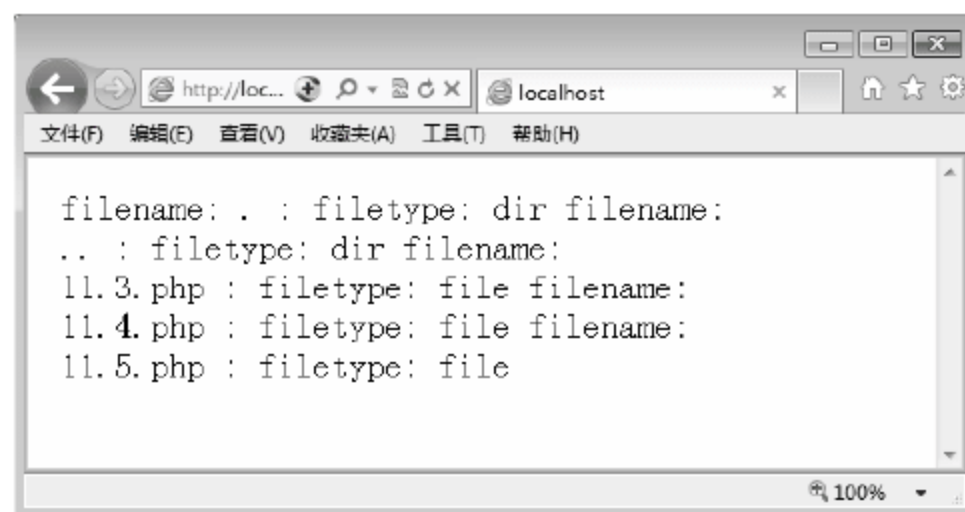 http://loc...
localhost
文件(F) 编辑(E) 查看(V) 收藏夹(A) 工具(T) 帮助(H)
filename: . : filetype: dir filename:
.. : filetype: dir filename:
11.3.php : filetype: file filename:
11.4.php : filetype: file filename:
11.5.php : filetype: file
100%